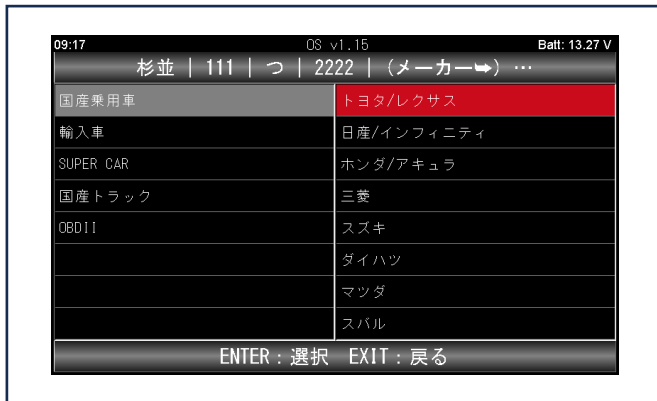 09:17 OS v1.15 Batt: 13.27 V
杉並 | 111 | つ | 2222 | (メーカー➡) …
国産乗用車 トヨタ/レクサス
輸入車 日産/インフィニティ
SUPER CAR ホンダ/アキュラ
国産トラック 三菱
OBDII スズキ
ダイハツ
マツダ
スバル
ENTER：選択 EXIT：戻る